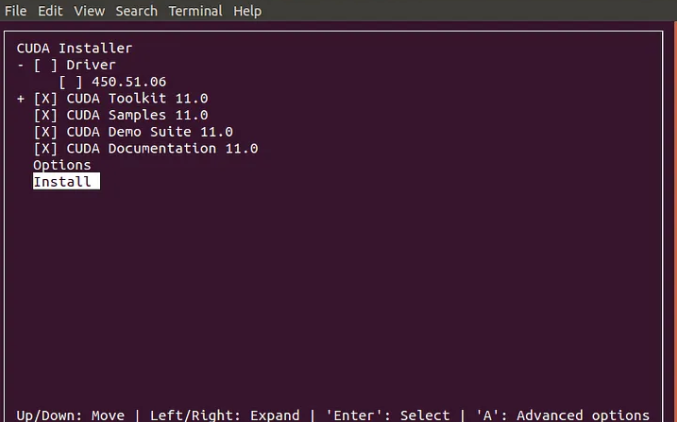 File Edit View Search Terminal Help
CUDA Installer
- [ ] Driver
[ ] 450.51.06
+ [X] CUDA Toolkit 11.0
[X] CUDA Samples 11.0
[X] CUDA Demo Suite 11.0
[X] CUDA Documentation 11.0
Options
Install
Up/Down: Move | Left/Right: Expand | 'Enter': Select | 'A': Advanced options